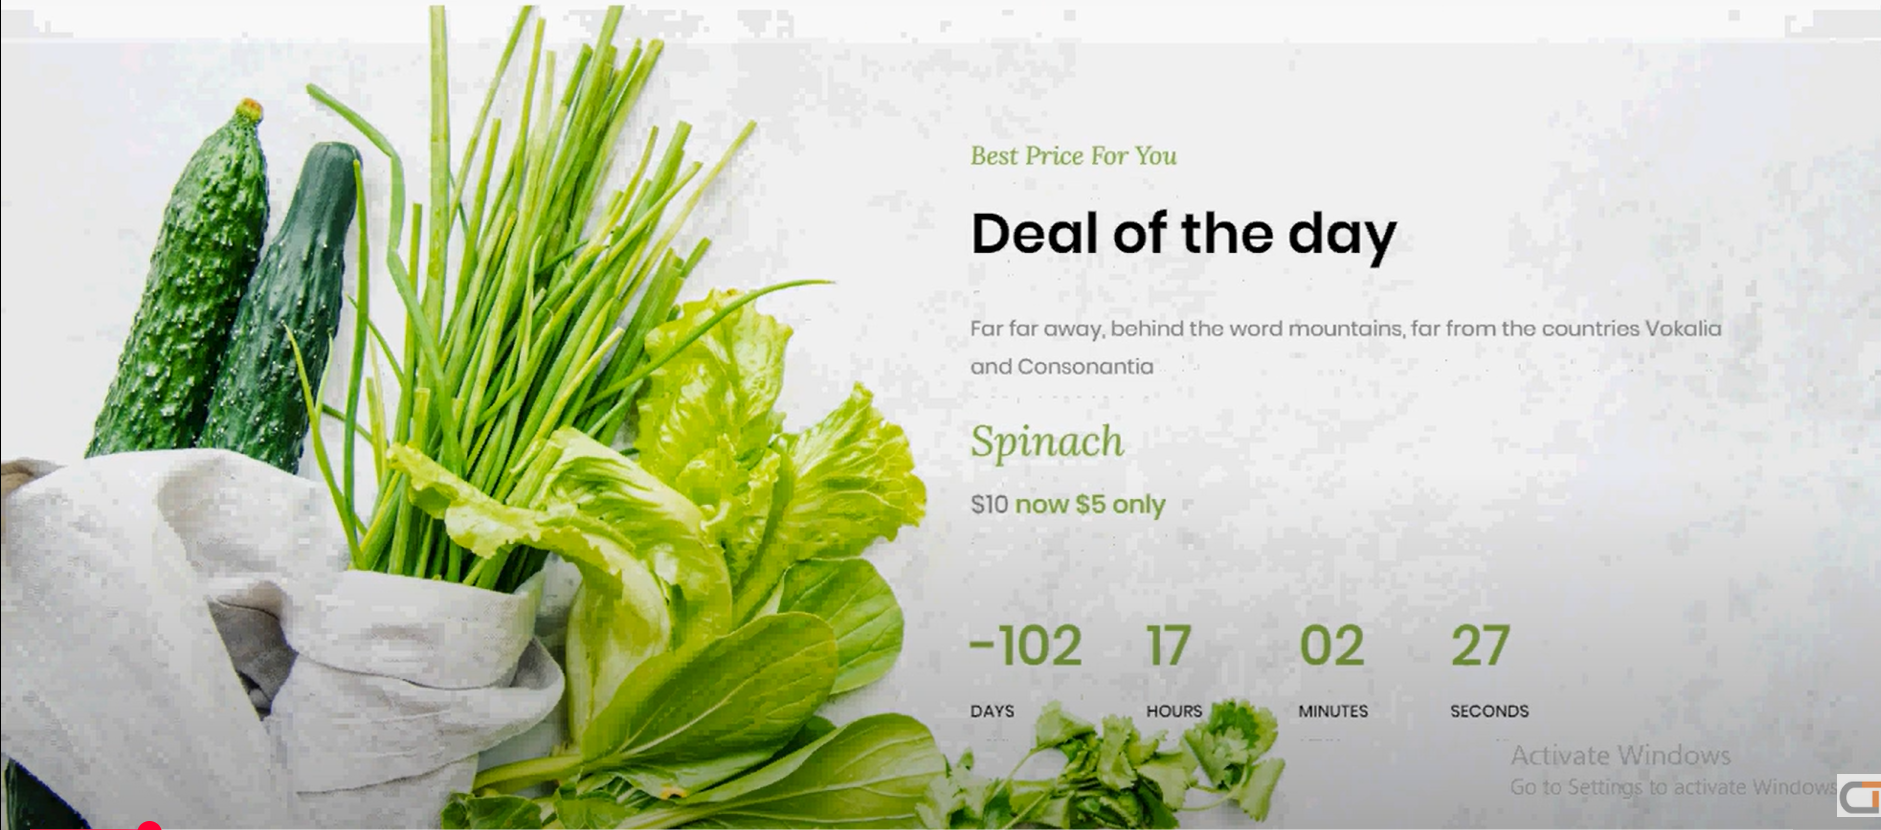 Best Price For You
Deal of the day
Far far away, behind the word mountains, far from the countries Vokalia
and Consonantia
Spinach
$10 now $5 only
-102 17 02 27
DAYS HOURS MINUTES SECONDS
Activate Windows
Go to Settings to activate Windows